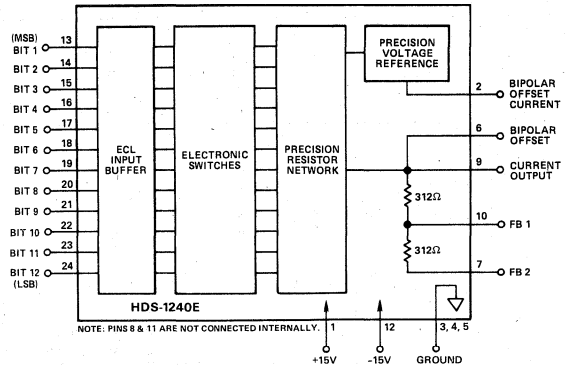 (MSB)
BIT 1 13
BIT 2 14
BIT 3 15
BIT 4 16
BIT 5 17
BIT 6 18
BIT 7 19
BIT 8 20
BIT 9 21
BIT 10 22
BIT 11 23
BIT 12 24
(LSB)
ECL
INPUT
BUFFER
ELECTRONIC
SWITCHES
PRECISION
RESISTOR
NETWORK
PRECISION
VOLTAGE
REFERENCE
2 BIPOLAR
OFFSET
CURRENT
6 BIPOLAR
OFFSET
9 CURRENT
OUTPUT
312Ω
10 FB 1
312Ω
7 FB 2
HDS-1240E
NOTE: PINS 8 & 11 ARE NOT CONNECTED INTERNALLY.
1 12 3, 4, 5
+15V -15V GROUND